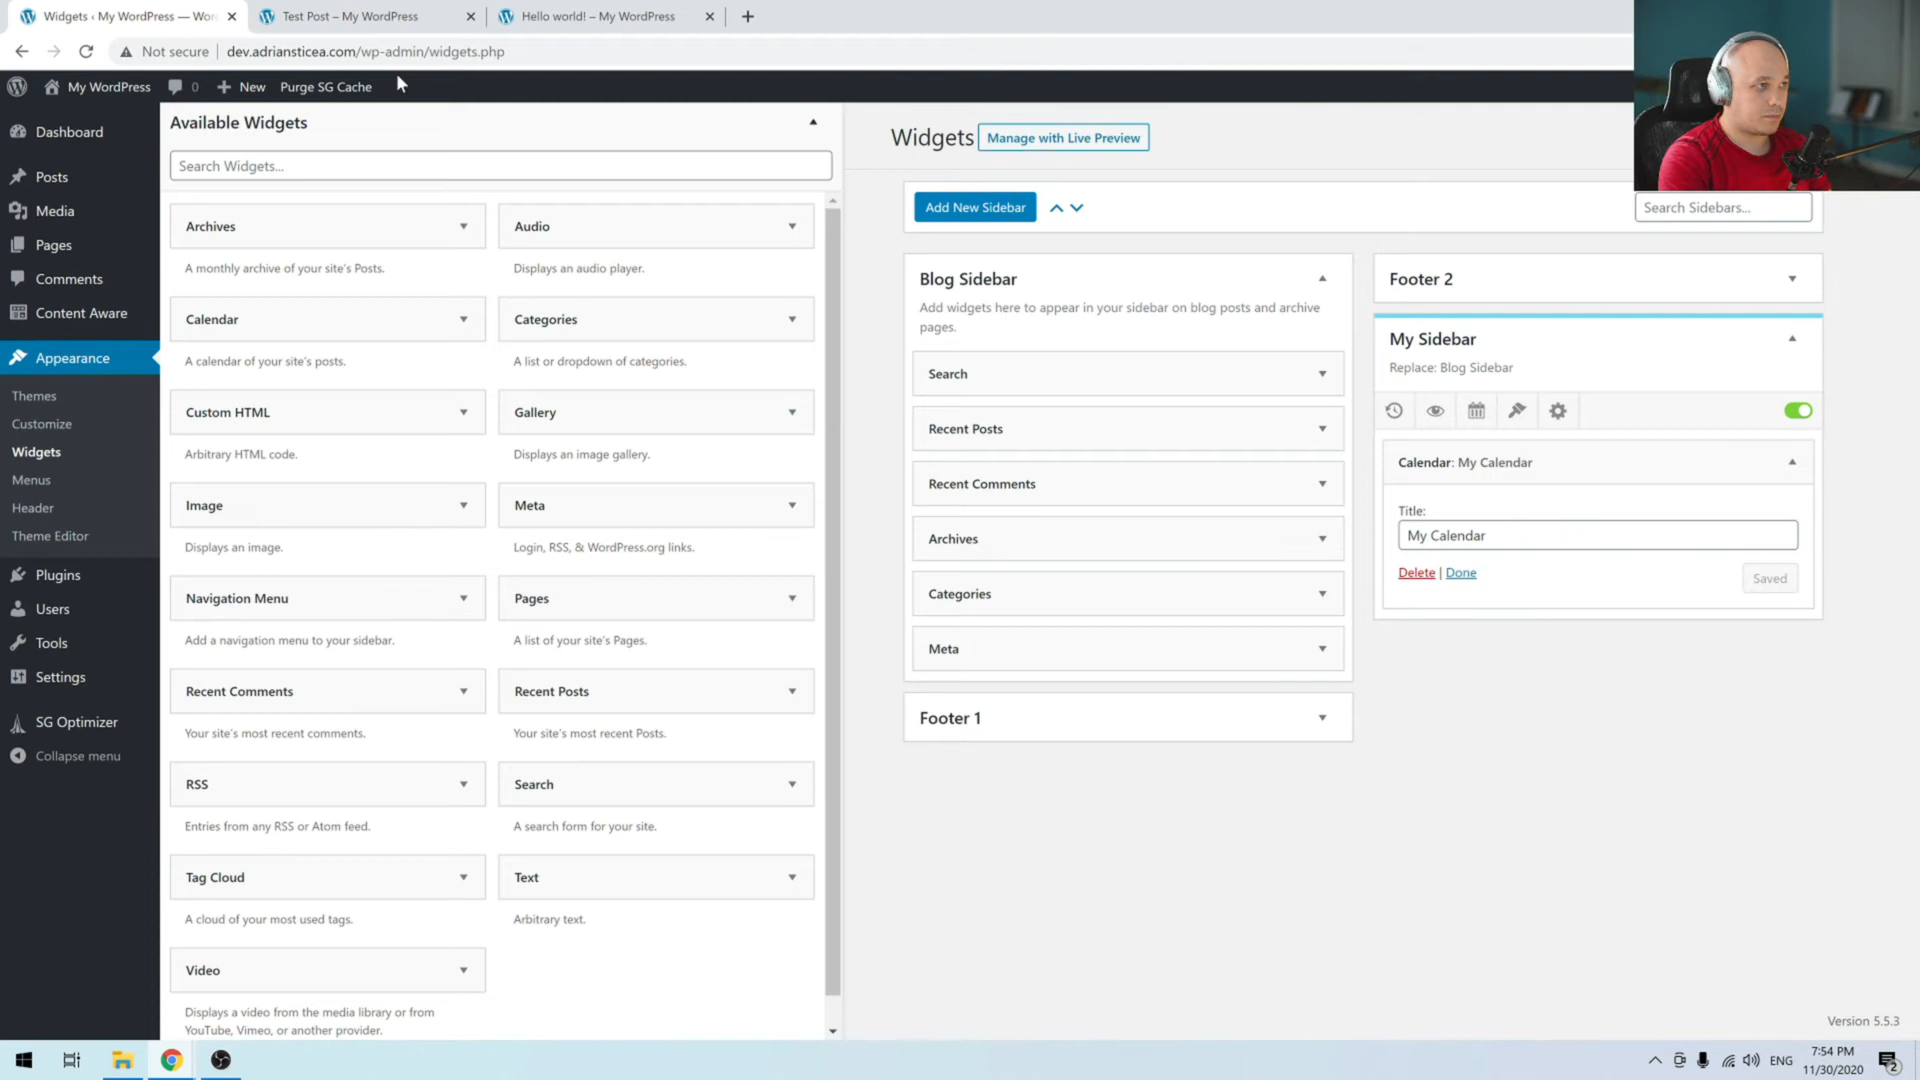 Widgets ‹ My WordPress — Wor
Test Post – My WordPress
Hello world! – My WordPress
Not secure
dev.adriansticea.com/wp-admin/widgets.php
My WordPress
0
New
Purge SG Cache
Dashboard
Posts
Media
Pages
Comments
Content Aware
Appearance
Themes
Customize
Widgets
Menus
Header
Theme Editor
Plugins
Users
Tools
Settings
SG Optimizer
Collapse menu
Available Widgets
Search Widgets...
Archives
A monthly archive of your site's Posts.
Audio
Displays an audio player.
Calendar
A calendar of your site's posts.
Categories
A list or dropdown of categories.
Custom HTML
Arbitrary HTML code.
Gallery
Displays an image gallery.
Image
Displays an image.
Meta
Login, RSS, & WordPress.org links.
Navigation Menu
Add a navigation menu to your sidebar.
Pages
A list of your site's Pages.
Recent Comments
Your site's most recent comments.
Recent Posts
Your site's most recent Posts.
RSS
Entries from any RSS or Atom feed.
Search
A search form for your site.
Tag Cloud
A cloud of your most used tags.
Text
Arbitrary text.
Video
Displays a video from the media library or from
YouTube, Vimeo, or another provider.
Widgets
Manage with Live Preview
Add New Sidebar
Search Sidebars...
Blog Sidebar
Add widgets here to appear in your sidebar on blog posts and archive
pages.
Search
Recent Posts
Recent Comments
Archives
Categories
Meta
Footer 1
Footer 2
My Sidebar
Replace: Blog Sidebar
Calendar: My Calendar
Title:
My Calendar
Delete | Done
Saved
Version 5.5.3
ENG
7:54 PM
11/30/2020
2